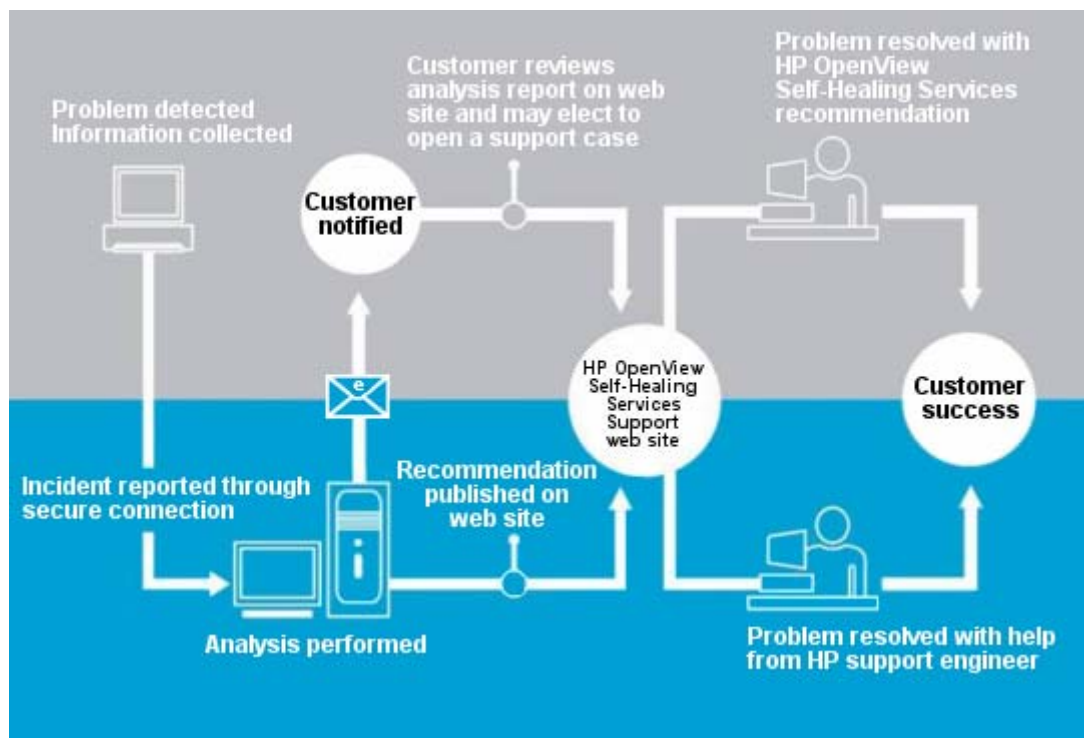 Problem detected
Information collected
Customer reviews
analysis report on web
site and may elect to
open a support case
Problem resolved with
HP OpenView
Self-Healing Services
recommendation
Customer
notified
e
HP OpenView
Self-Healing
Services
Support
web site
Customer
success
Incident reported through
secure connection
Recommendation
published on
web site
i
Analysis performed
Problem resolved with help
from HP support engineer